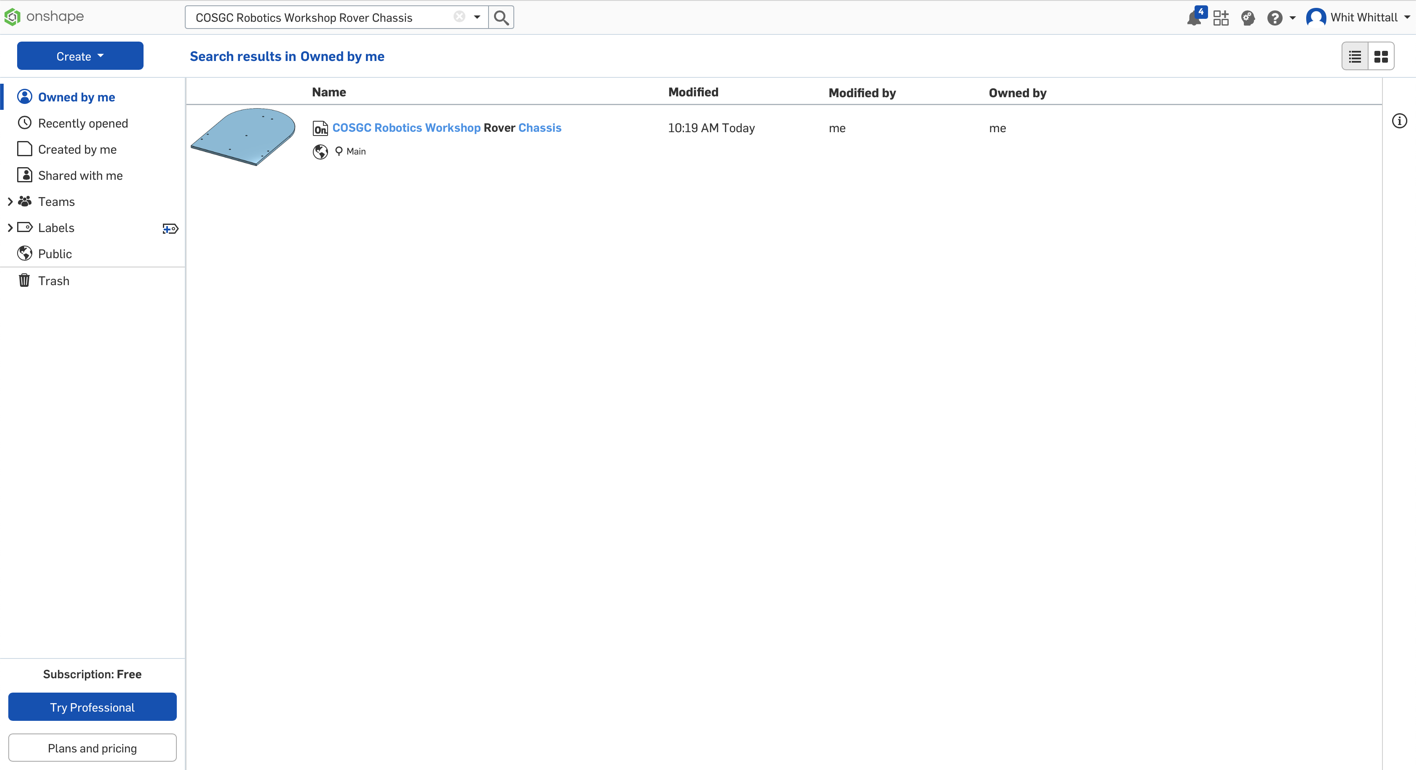 onshape
COSGC Robotics Workshop Rover Chassis
4
Whit Whittall
Create
Search results in Owned by me
Owned by me
Recently opened
Created by me
Shared with me
Teams
Labels
Public
Trash
Name Modified Modified by Owned by
On COSGC Robotics Workshop Rover Chassis 10:19 AM Today me me
Main
Subscription: Free
Try Professional
Plans and pricing